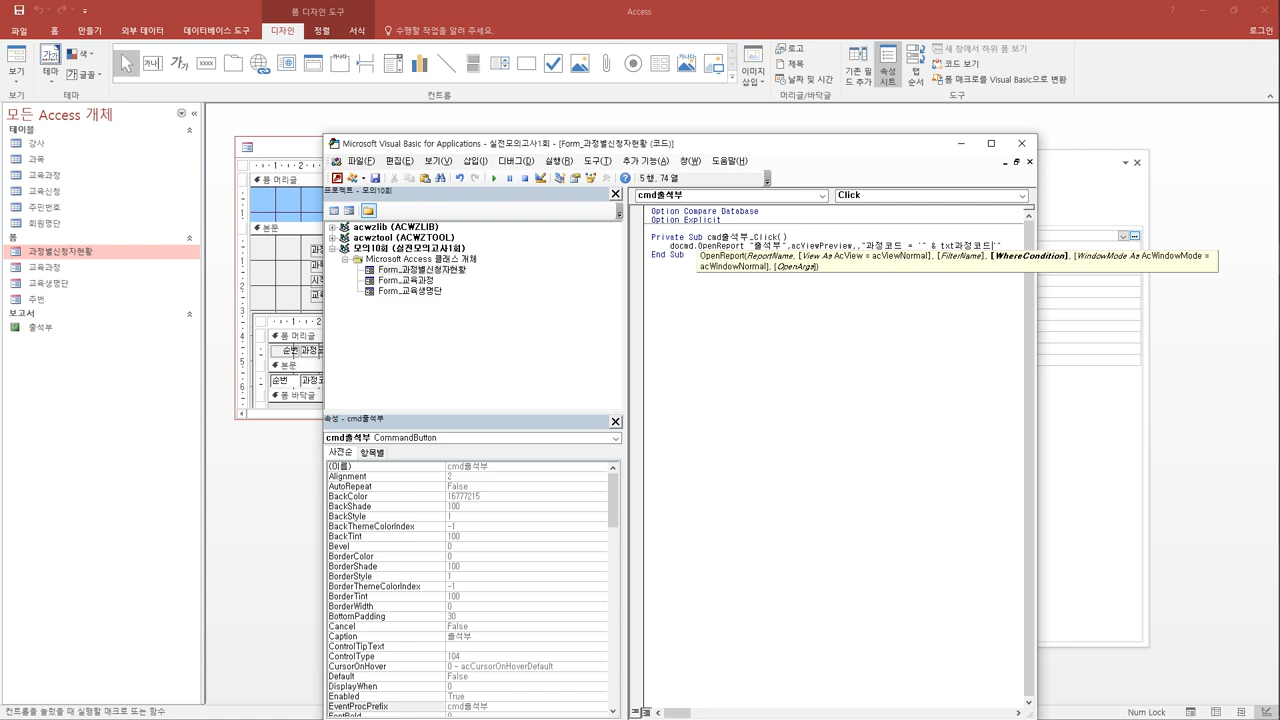 폼 디자인 도구
Access
파일 홈 만들기 외부 데이터 데이터베이스 도구 디자인 정렬 서식 수행할 작업을 알려 주세요. 로그인
보기
테마
색
글꼴
이미지 삽입
로고
제목
날짜 및 시간
기존 필드 추가
속성 시트
탭 순서
새 창에서 하위 폼 보기
코드 보기
폼 매크로를 Visual Basic으로 변환
보기 테마 컨트롤 머리글/바닥글 도구
모든 Access 개체
테이블
강사
과목
교육과정
교육신청
주민번호
회원명단
폼
과정별신청자현황
교육과정
교육생명단
주번
보고서
출석부
폼 머리글
본문
폼 머리글
순번 과정
본문
순번 과정
폼 바닥글
Microsoft Visual Basic for Applications - 실전모의고사1회 - [Form_과정별신청자현황 (코드)]
파일(F) 편집(E) 보기(V) 삽입(I) 디버그(D) 실행(R) 도구(T) 추가 기능(A) 창(W) 도움말(H)
5 행, 74 열
프로젝트 - 모의10회
acwzlib (ACWZLIB)
acwztool (ACWZTOOL)
모의10회 (실전모의고사1회)
Microsoft Access 클래스 개체
Form_과정별신청자현황
Form_교육과정
Form_교육생명단
속성 - cmd출석부
cmd출석부 CommandButton
사전순 항목별
(이름) cmd출석부
Alignment 2
AutoRepeat False
BackColor 16777215
BackShade 100
BackStyle 1
BackThemeColorIndex -1
BackTint 100
Bevel 0
BorderColor 0
BorderShade 100
BorderStyle 1
BorderThemeColorIndex -1
BorderTint 100
BorderWidth 0
BottomPadding 30
Cancel False
Caption 출석부
ControlTipText
ControlType 104
CursorOnHover 0 - acCursorOnHoverDefault
Default False
DisplayWhen 0
Enabled True
EventProcPrefix cmd출석부
cmd출석부 Click
Option Compare Database
Option Explicit
Private Sub cmd출석부_Click()
docmd.OpenReport "출석부",acViewPreview,,"과정코드 = '" & txt과정코드"
End Sub
OpenReport(ReportName, [View As AcView = acViewNormal], [FilterName], [WhereCondition], [WindowMode As AcWindowMode =
acWindowNormal], [OpenArgs])
컨트롤을 눌렀을 때 실행할 매크로 또는 함수
Num Lock